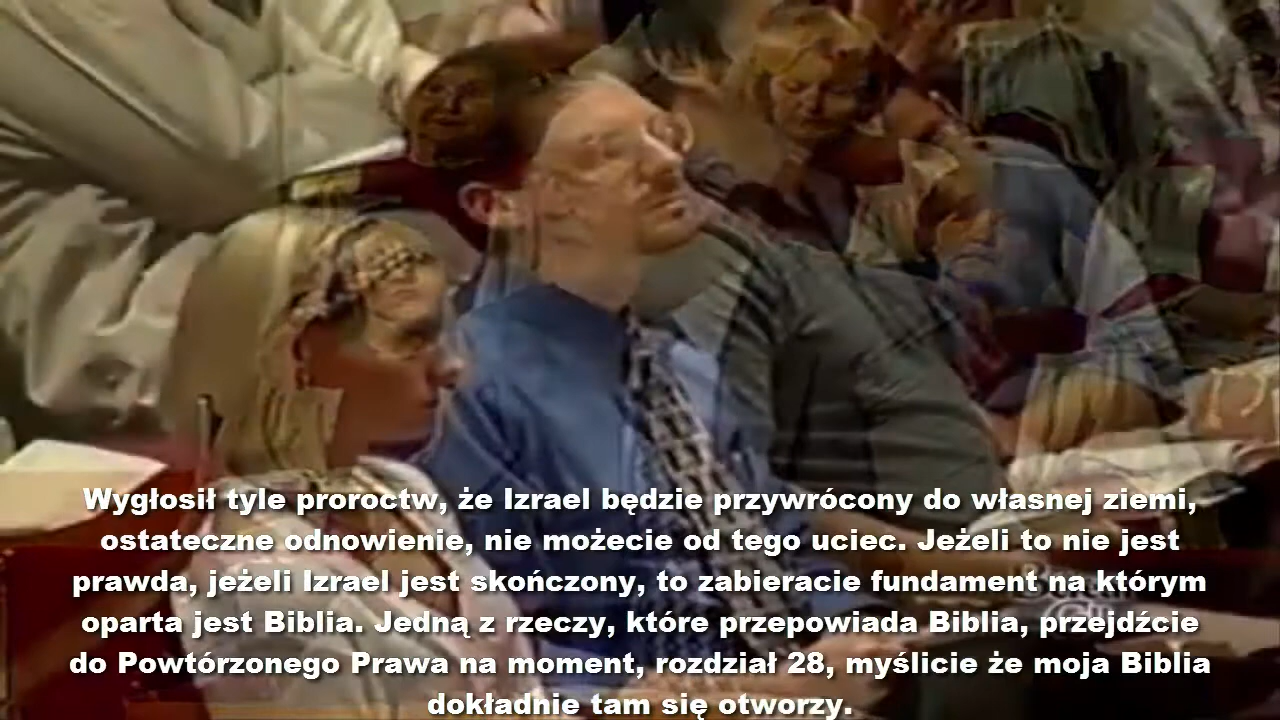 Wygłosił tyle proroctw, że Izrael będzie przywrócony do własnej ziemi,
ostateczne odnowienie, nie możecie od tego uciec. Jeżeli to nie jest
prawda, jeżeli Izrael jest skończony, to zabieracie fundament na którym
oparta jest Biblia. Jedną z rzeczy, które przepowiada Biblia, przejdźcie
do Powtórzonego Prawa na moment, rozdział 28, myślicie że moja Biblia
dokładnie tam się otworzy.